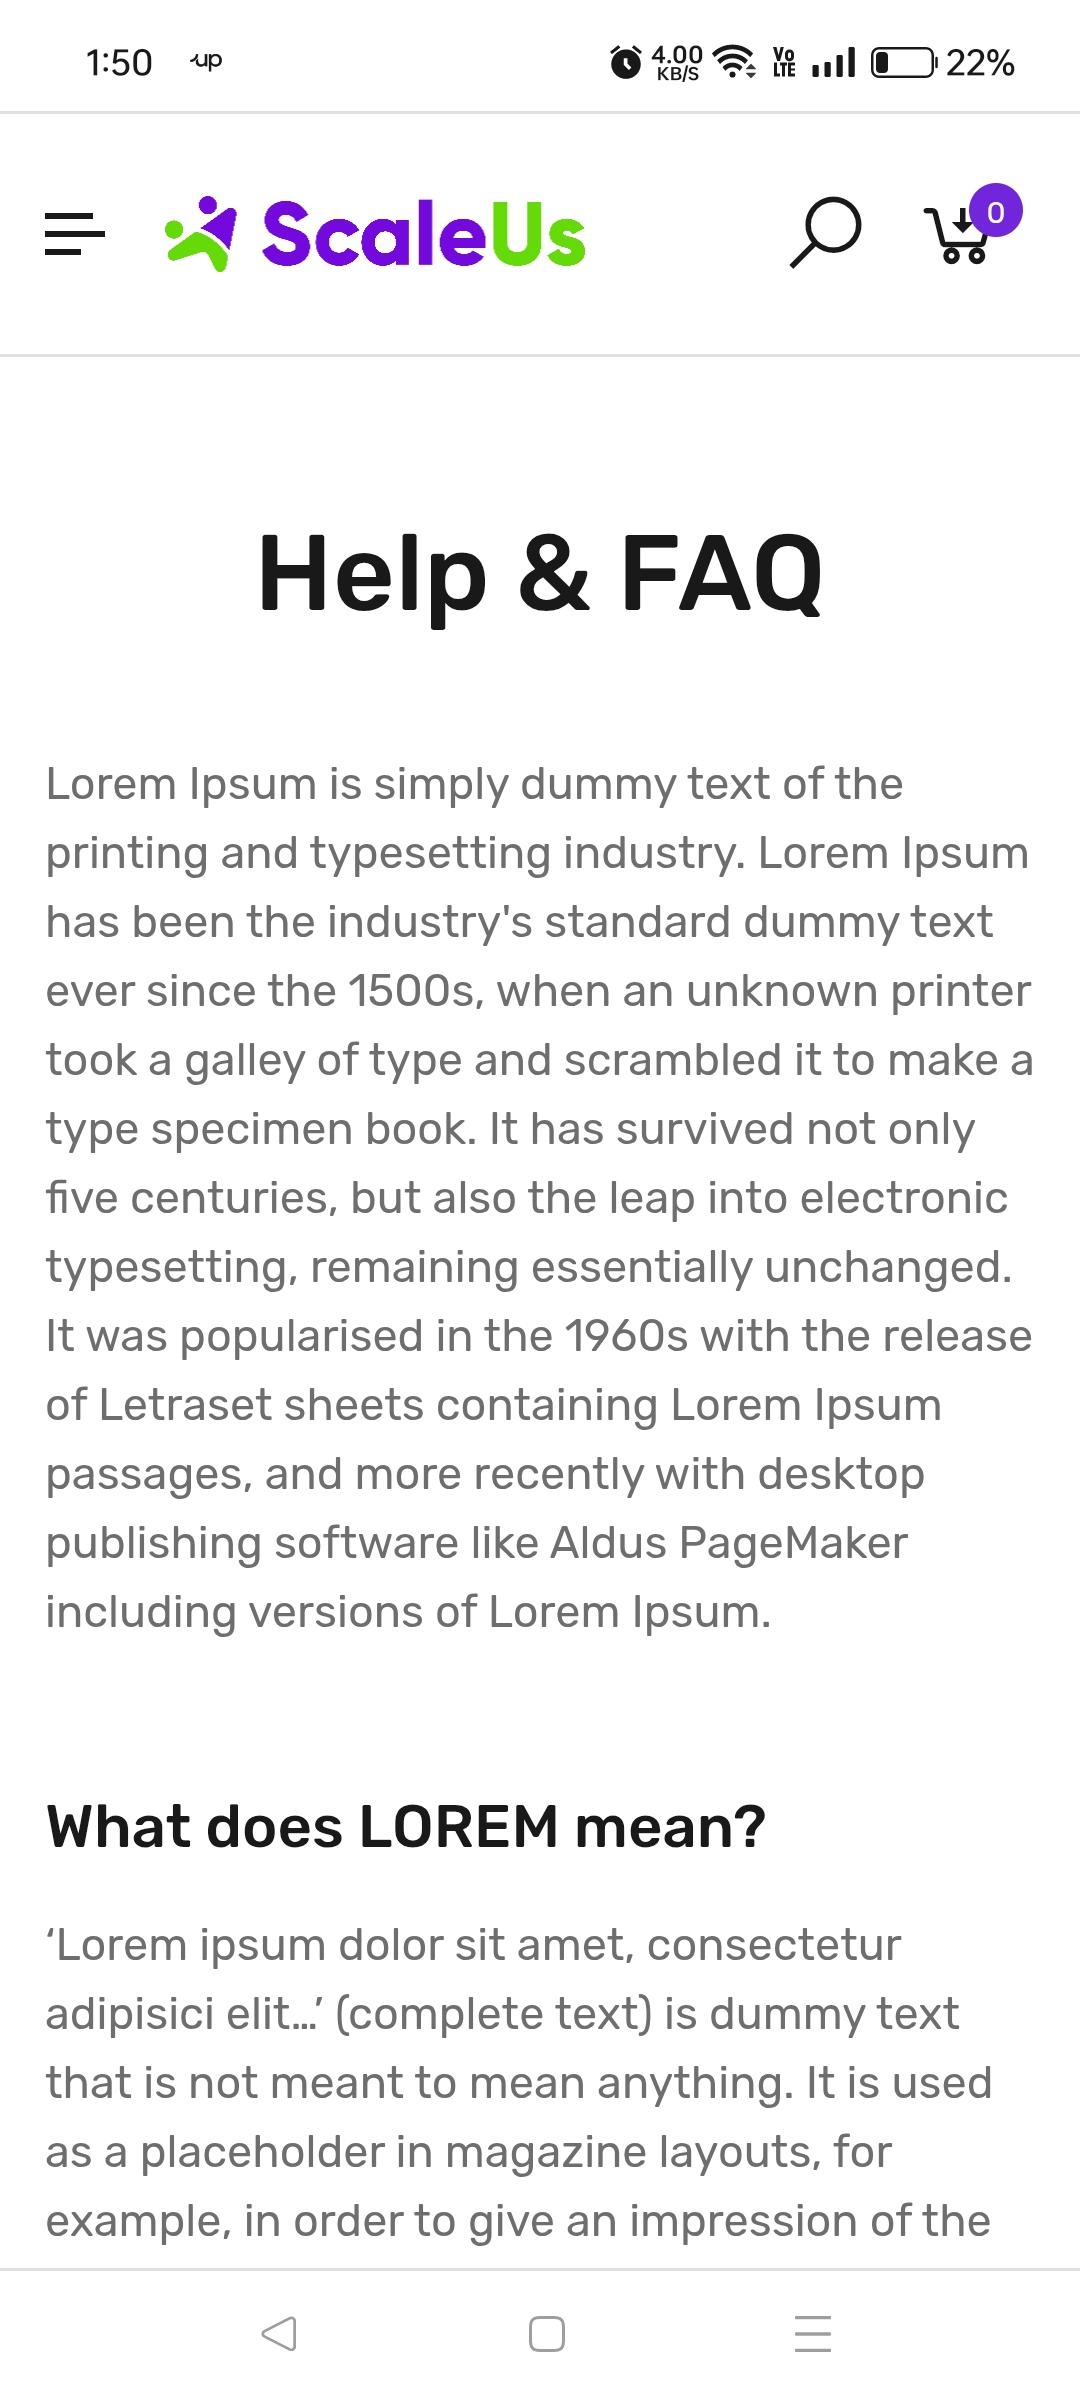 1:50 up 4.00 KB/S Vo LTE 22%
ScaleUs 0
Help & FAQ
Lorem Ipsum is simply dummy text of the
printing and typesetting industry. Lorem Ipsum
has been the industry's standard dummy text
ever since the 1500s, when an unknown printer
took a galley of type and scrambled it to make a
type specimen book. It has survived not only
five centuries, but also the leap into electronic
typesetting, remaining essentially unchanged.
It was popularised in the 1960s with the release
of Letraset sheets containing Lorem Ipsum
passages, and more recently with desktop
publishing software like Aldus PageMaker
including versions of Lorem Ipsum.
What does LOREM mean?
‘Lorem ipsum dolor sit amet, consectetur
adipisici elit…’ (complete text) is dummy text
that is not meant to mean anything. It is used
as a placeholder in magazine layouts, for
example, in order to give an impression of the